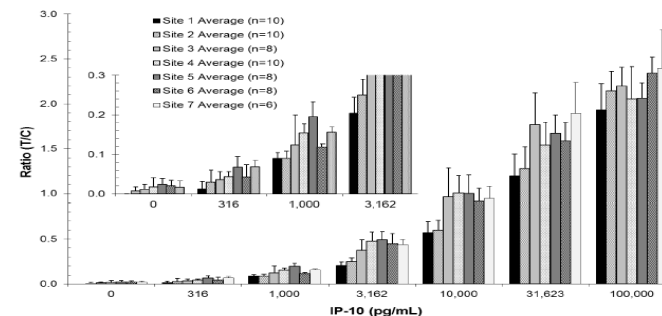 Site 1 Average (n=10)
Site 2 Average (n=10)
Site 3 Average (n=8)
Site 4 Average (n=10)
Site 5 Average (n=8)
Site 6 Average (n=8)
Site 7 Average (n=6)
3.0
2.5
2.0
1.5
1.0
0.5
0.0
Ratio (T/C)
0.3
0.2
0.1
0.0
0 316 1,000 3,162
0 316 1,000 3,162 10,000 31,623 100,000
IP-10 (pg/mL)